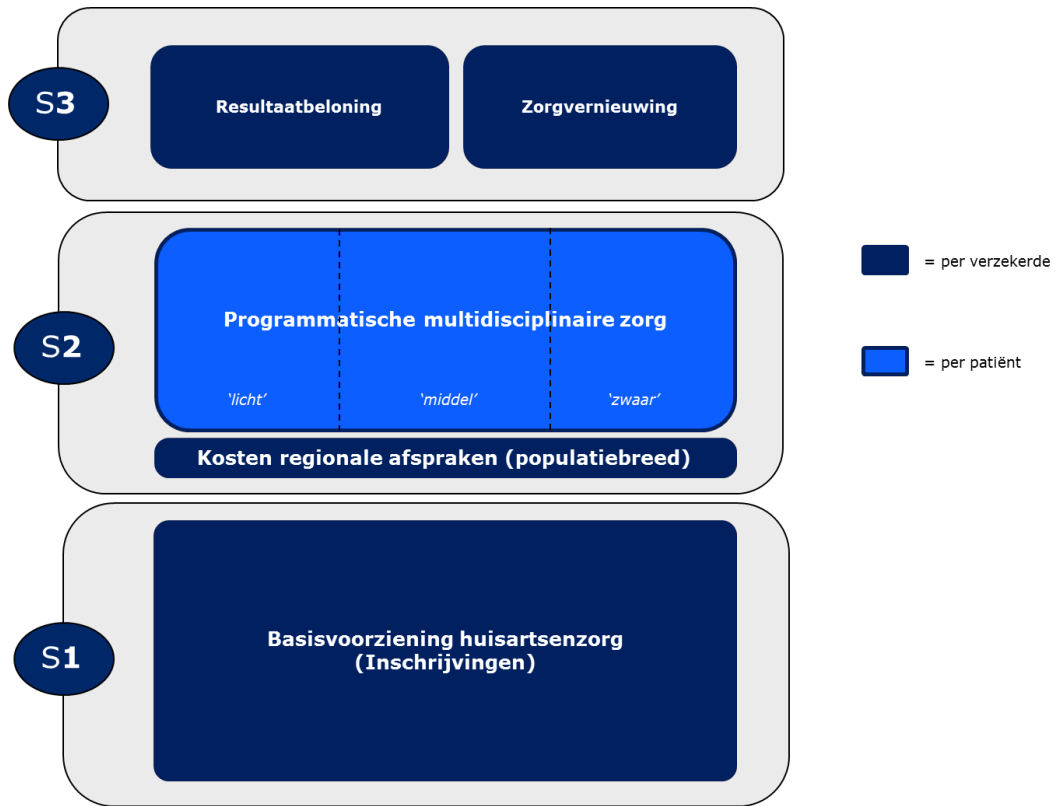 S3
Resultaatbeloning
Zorgvernieuwing
S2
Programmatische multidisciplinaire zorg
‘licht’
‘middel’
‘zwaar’
Kosten regionale afspraken (populatiebreed)
= per verzekerde
= per patiënt
S1
Basisvoorziening huisartsenzorg
(Inschrijvingen)